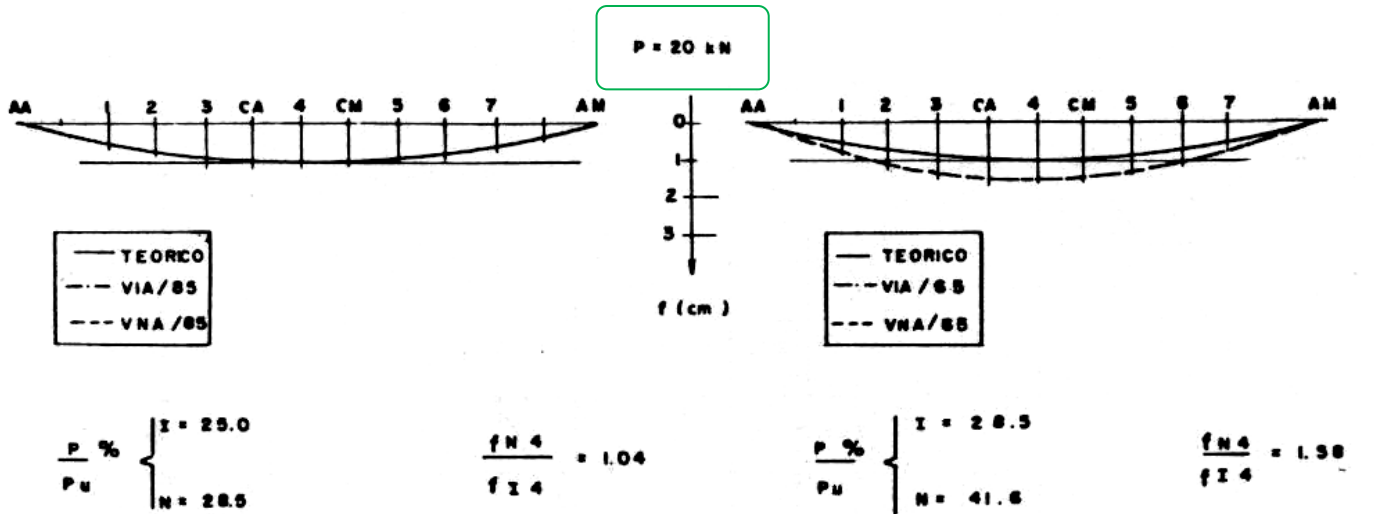 P = 20 kN
AA 1 2 3 CA 4 CM 5 6 7 AM
0
1
2
3
f (cm)
TEORICO
VIA/85
VNA/85
P/Pu %
I = 25.0
N = 28.5
fN4/fI4 = 1.04
AA 1 2 3 CA 4 CM 5 6 7 AM
TEORICO
VIA/65
VNA/65
P/Pu %
I = 28.5
N = 41.6
fN4/fI4 = 1.58